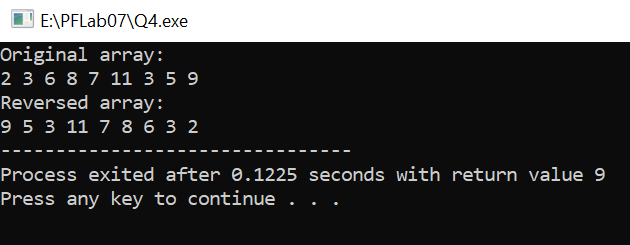 E:\PFLab07\Q4.exe
Original array:
2 3 6 8 7 11 3 5 9
Reversed array:
9 5 3 11 7 8 6 3 2
--------------------------------
Process exited after 0.1225 seconds with return value 9
Press any key to continue . . .